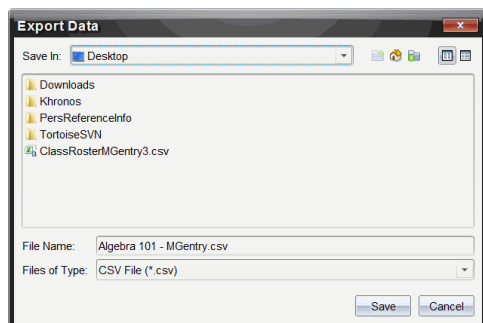 Export Data
Save In: Desktop
Downloads
Khronos
PersReferenceInfo
TortoiseSVN
ClassRosterMGentry3.csv
File Name: Algebra 101 - MGentry.csv
Files of Type: CSV File (*.csv)
Save Cancel